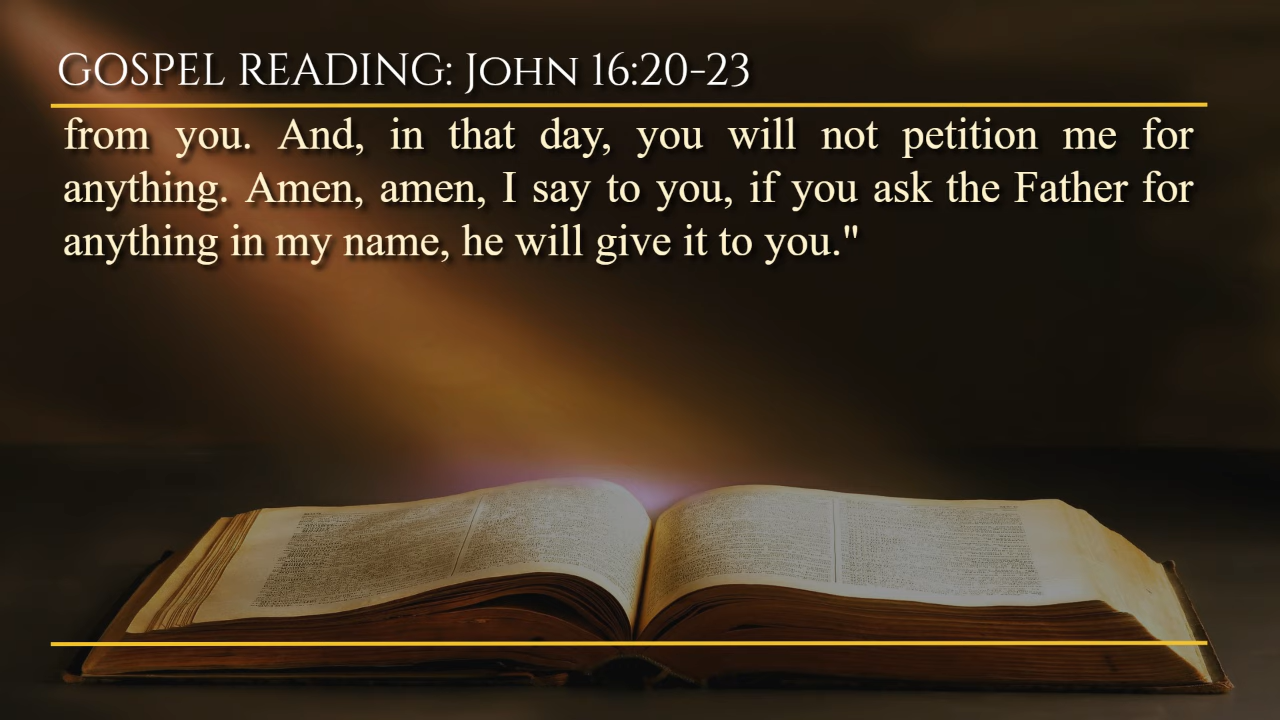 GOSPEL READING: John 16:20-23
from you. And, in that day, you will not petition me for
anything. Amen, amen, I say to you, if you ask the Father for
anything in my name, he will give it to you."